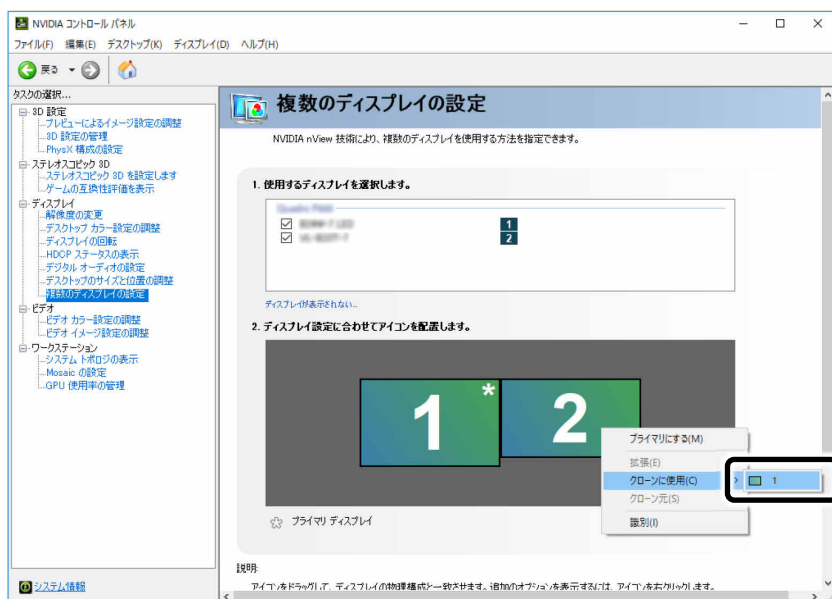 NVIDIA コントロール パネル
ファイル(F) 編集(E) デスクトップ(K) ディスプレイ(D) ヘルプ(H)
戻る
タスクの選択...
3D 設定
プレビューによるイメージ設定の調整
3D 設定の管理
PhysX 構成の設定
ステレオスコピック 3D
ステレオスコピック 3D を設定します
ゲームの互換性評価を表示
ディスプレイ
解像度の変更
デスクトップ カラー設定の調整
ディスプレイの回転
HDCP ステータスの表示
デジタル オーディオの設定
デスクトップのサイズと位置の調整
複数のディスプレイの設定
ビデオ
ビデオ カラー設定の調整
ビデオ イメージ設定の調整
ワークステーション
システム トポロジの表示
Mosaic の設定
GPU 使用率の管理
システム情報
複数のディスプレイの設定
NVIDIA nView 技術により、複数のディスプレイを使用する方法を指定できます。
1. 使用するディスプレイを選択します。
1
2
ディスプレイが表示されない...
2. ディスプレイ設定に合わせてアイコンを配置します。
1 * 2
プライマリにする(M)
拡張(E)
クローンに使用(C) > 1
クローン元(S)
識別(I)
プライマリ ディスプレイ
説明:
アイコンをドラッグして、ディスプレイの物理構成と一致させます。追加のオプションを表示するには、アイコンを右クリックします。